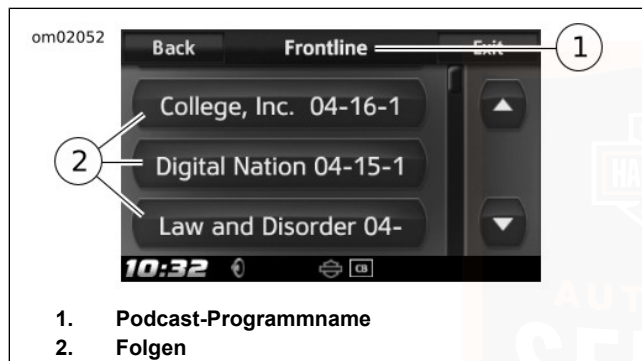 om02052
Back Frontline Exit 1
College, Inc. 04-16-1
2
Digital Nation 04-15-1
Law and Disorder 04-
10:32 CB
1. Podcast-Programmname
2. Folgen